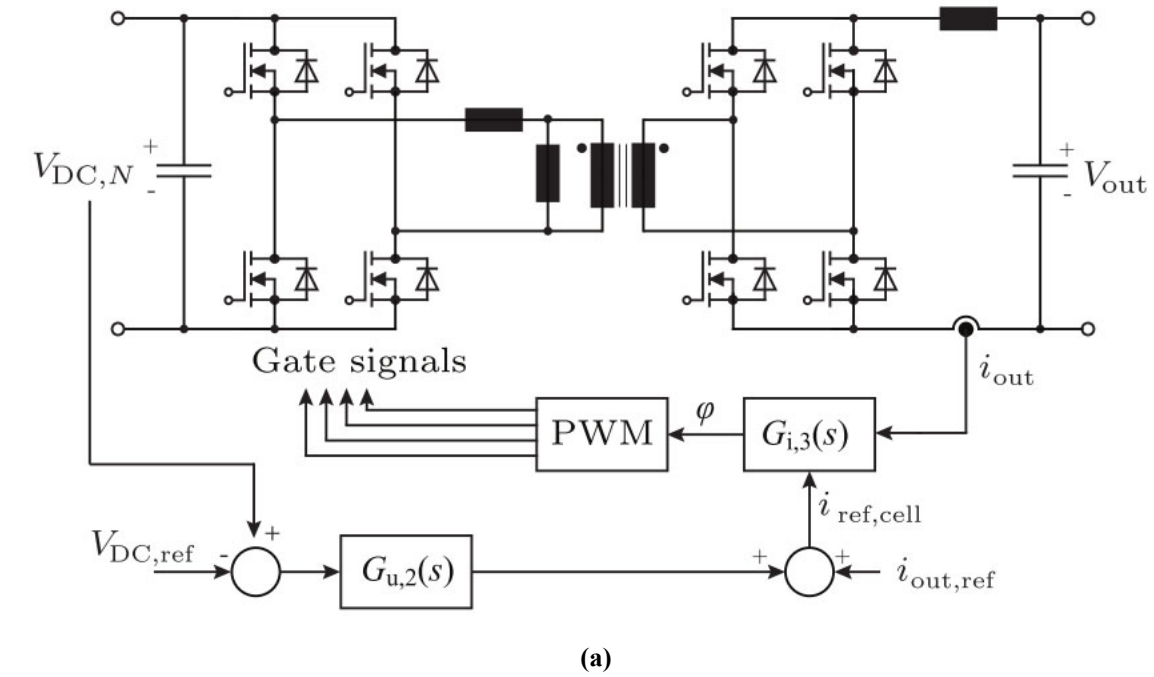 +
V_DC,N
-
+
V_out
-
Gate signals
i_out
PWM
φ
G_i,3(s)
i_ref,cell
+
V_DC,ref
-
G_u,2(s)
+
+
i_out,ref
(a)